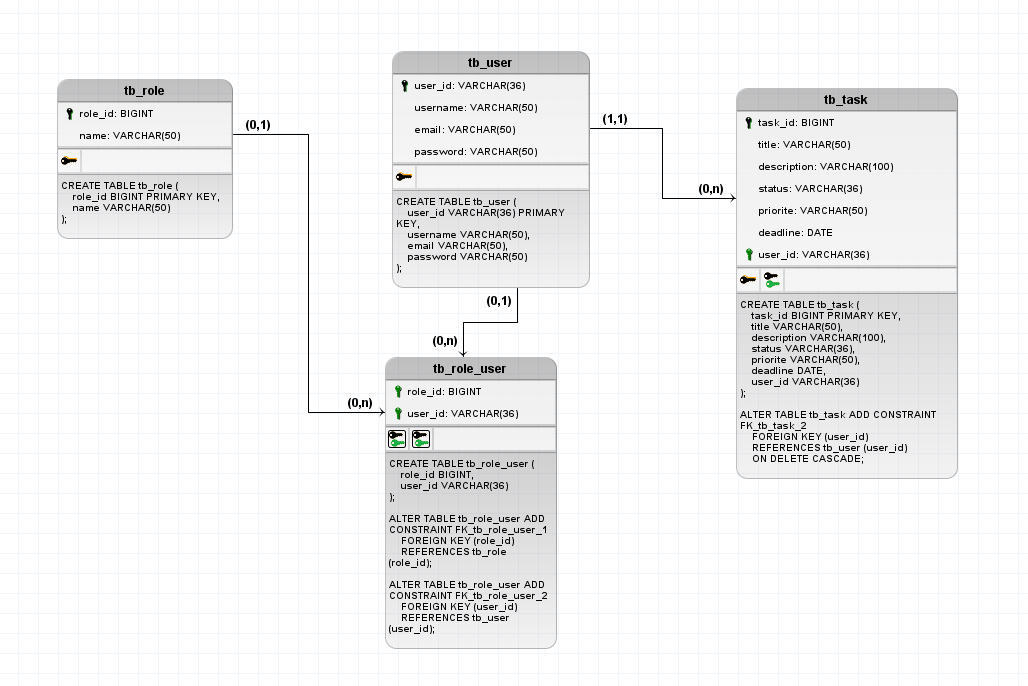 tb_role
role_id: BIGINT
name: VARCHAR(50)
CREATE TABLE tb_role (
role_id BIGINT PRIMARY KEY,
name VARCHAR(50)
);
(0,1)
(0,n)
tb_user
user_id: VARCHAR(36)
username: VARCHAR(50)
email: VARCHAR(50)
password: VARCHAR(50)
CREATE TABLE tb_user (
user_id VARCHAR(36) PRIMARY
KEY,
username VARCHAR(50),
email VARCHAR(50),
password VARCHAR(50)
);
(1,1)
(0,n)
(0,1)
(0,n)
tb_task
task_id: BIGINT
title: VARCHAR(50)
description: VARCHAR(100)
status: VARCHAR(36)
priorite: VARCHAR(50)
deadline: DATE
user_id: VARCHAR(36)
CREATE TABLE tb_task (
task_id BIGINT PRIMARY KEY,
title VARCHAR(50),
description VARCHAR(100),
status VARCHAR(36),
priorite VARCHAR(50),
deadline DATE,
user_id VARCHAR(36)
);
ALTER TABLE tb_task ADD CONSTRAINT
FK_tb_task_2
FOREIGN KEY (user_id)
REFERENCES tb_user (user_id)
ON DELETE CASCADE;
tb_role_user
role_id: BIGINT
user_id: VARCHAR(36)
CREATE TABLE tb_role_user (
role_id BIGINT,
user_id VARCHAR(36)
);
ALTER TABLE tb_role_user ADD
CONSTRAINT FK_tb_role_user_1
FOREIGN KEY (role_id)
REFERENCES tb_role
(role_id);
ALTER TABLE tb_role_user ADD
CONSTRAINT FK_tb_role_user_2
FOREIGN KEY (user_id)
REFERENCES tb_user
(user_id);